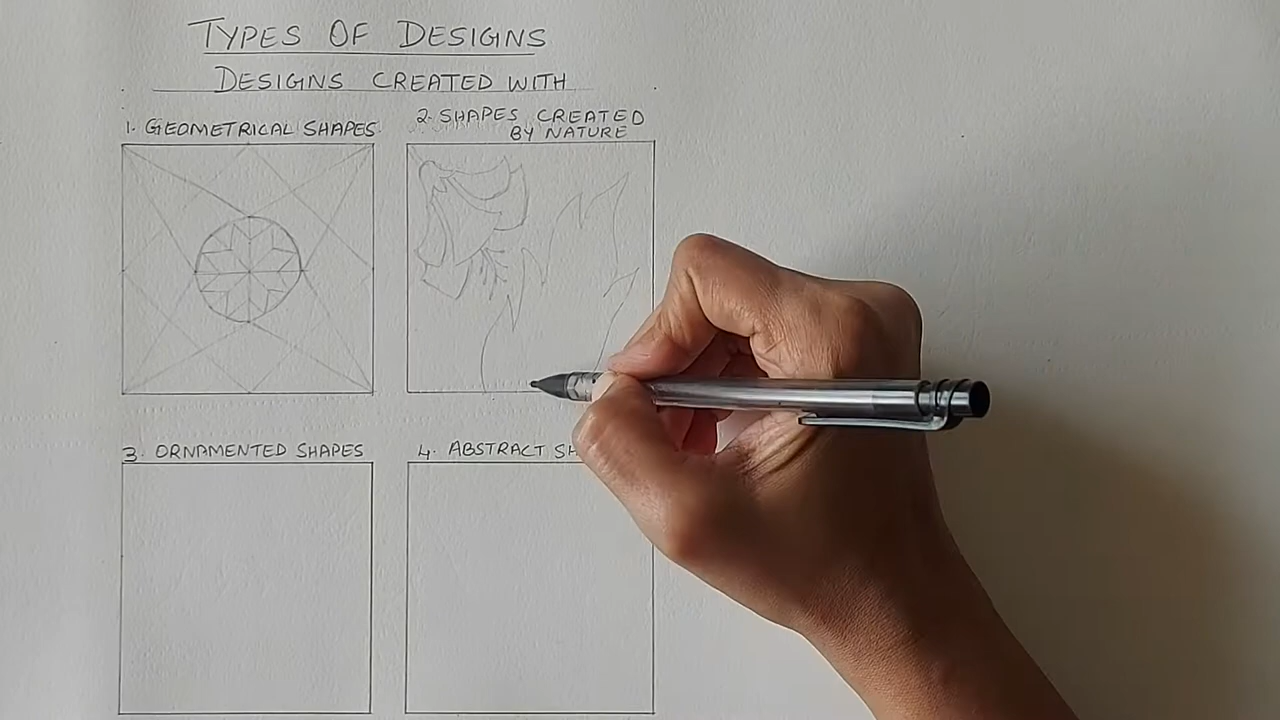 TYPES OF DESIGNS
DESIGNS CREATED WITH
1. GEOMETRICAL SHAPES
2. SHAPES CREATED
BY NATURE
3. ORNAMENTED SHAPES
4. ABSTRACT SH